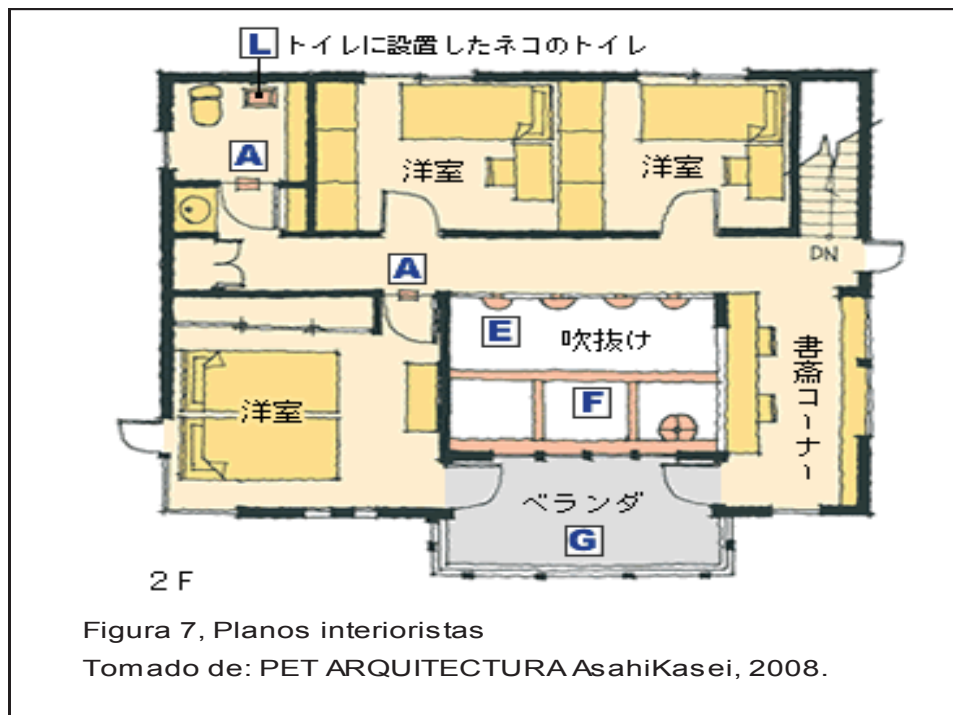 L トイレに設置したネコのトイレ
A
洋室
洋室
A
DN
E
吹抜け
F
書斎コーナー
洋室
ベランダ
G
2F
Figura 7, Planos interioristas
Tomado de: PET ARQUITECTURA AsahiKasei, 2008.